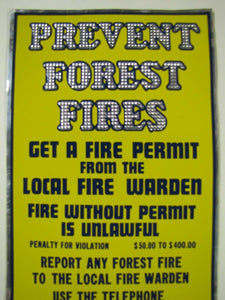 PREVENT
FOREST
FIRES
GET A FIRE PERMIT
FROM THE
LOCAL FIRE WARDEN
FIRE WITHOUT PERMIT
IS UNLAWFUL
PENALTY FOR VIOLATION $50.00 TO $400.00
REPORT ANY FOREST FIRE
TO THE LOCAL FIRE WARDEN
USE THE TELEPHONE